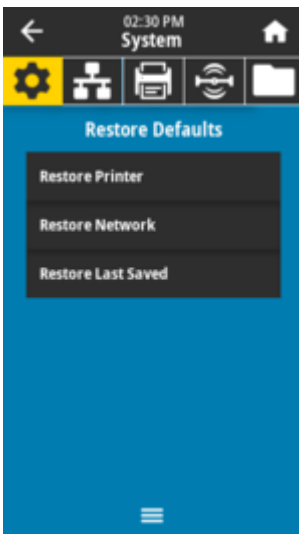 02:30 PM
System
Restore Defaults
Restore Printer
Restore Network
Restore Last Saved